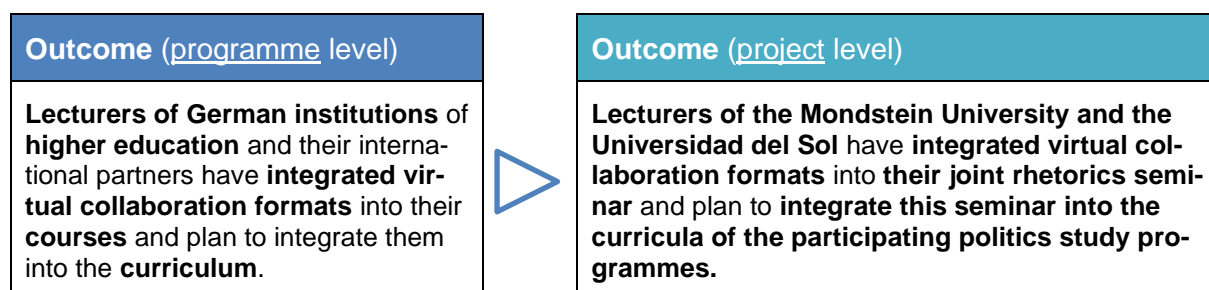 Outcome (programme level)
Lecturers of German institutions of
higher education and their interna-
tional partners have integrated vir-
tual collaboration formats into their
courses and plan to integrate them
into the curriculum.
Outcome (project level)
Lecturers of the Mondstein University and the
Universidad del Sol have integrated virtual col-
laboration formats into their joint rhetorics semi-
nar and plan to integrate this seminar into the
curricula of the participating politics study pro-
grammes.